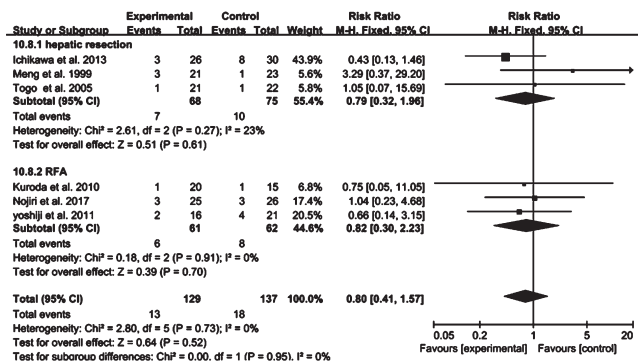 Experimental Control Risk Ratio Risk Ratio
Study or Subgroup Events Total Events Total Weight M-H. Fixed. 95% CI M-H. Fixed. 95% CI
10.8.1 hepatic resection
Ichikawa et al. 2013 3 26 8 30 43.9% 0.43 [0.13, 1.46]
Meng et al. 1999 3 21 1 23 5.6% 3.29 [0.37, 29.20]
Togo et al. 2005 1 21 1 22 5.8% 1.05 [0.07, 15.69]
Subtotal (95% CI) 68 75 55.4% 0.79 [0.32, 1.96]
Total events 7 10
Heterogeneity: Chi² = 2.61, df = 2 (P = 0.27); I² = 23%
Test for overall effect: Z = 0.51 (P = 0.61)
10.8.2 RFA
Kuroda et al. 2010 1 20 1 15 6.8% 0.75 [0.05, 11.05]
Nojiri et al. 2017 3 25 3 26 17.4% 1.04 [0.23, 4.68]
yoshiji et al. 2011 2 16 4 21 20.5% 0.66 [0.14, 3.15]
Subtotal (95% CI) 61 62 44.6% 0.82 [0.30, 2.23]
Total events 6 8
Heterogeneity: Chi² = 0.18, df = 2 (P = 0.91); I² = 0%
Test for overall effect: Z = 0.39 (P = 0.70)
Total (95% CI) 129 137 100.0% 0.80 [0.41, 1.57]
Total events 13 18
Heterogeneity: Chi² = 2.80, df = 5 (P = 0.73); I² = 0%
Test for overall effect: Z = 0.64 (P = 0.52)
Test for subgroup differences: Chi² = 0.00. df = 1 (P = 0.95). I² = 0%
0.05 0.2 1 5 20
Favours [experimental] Favours [control]